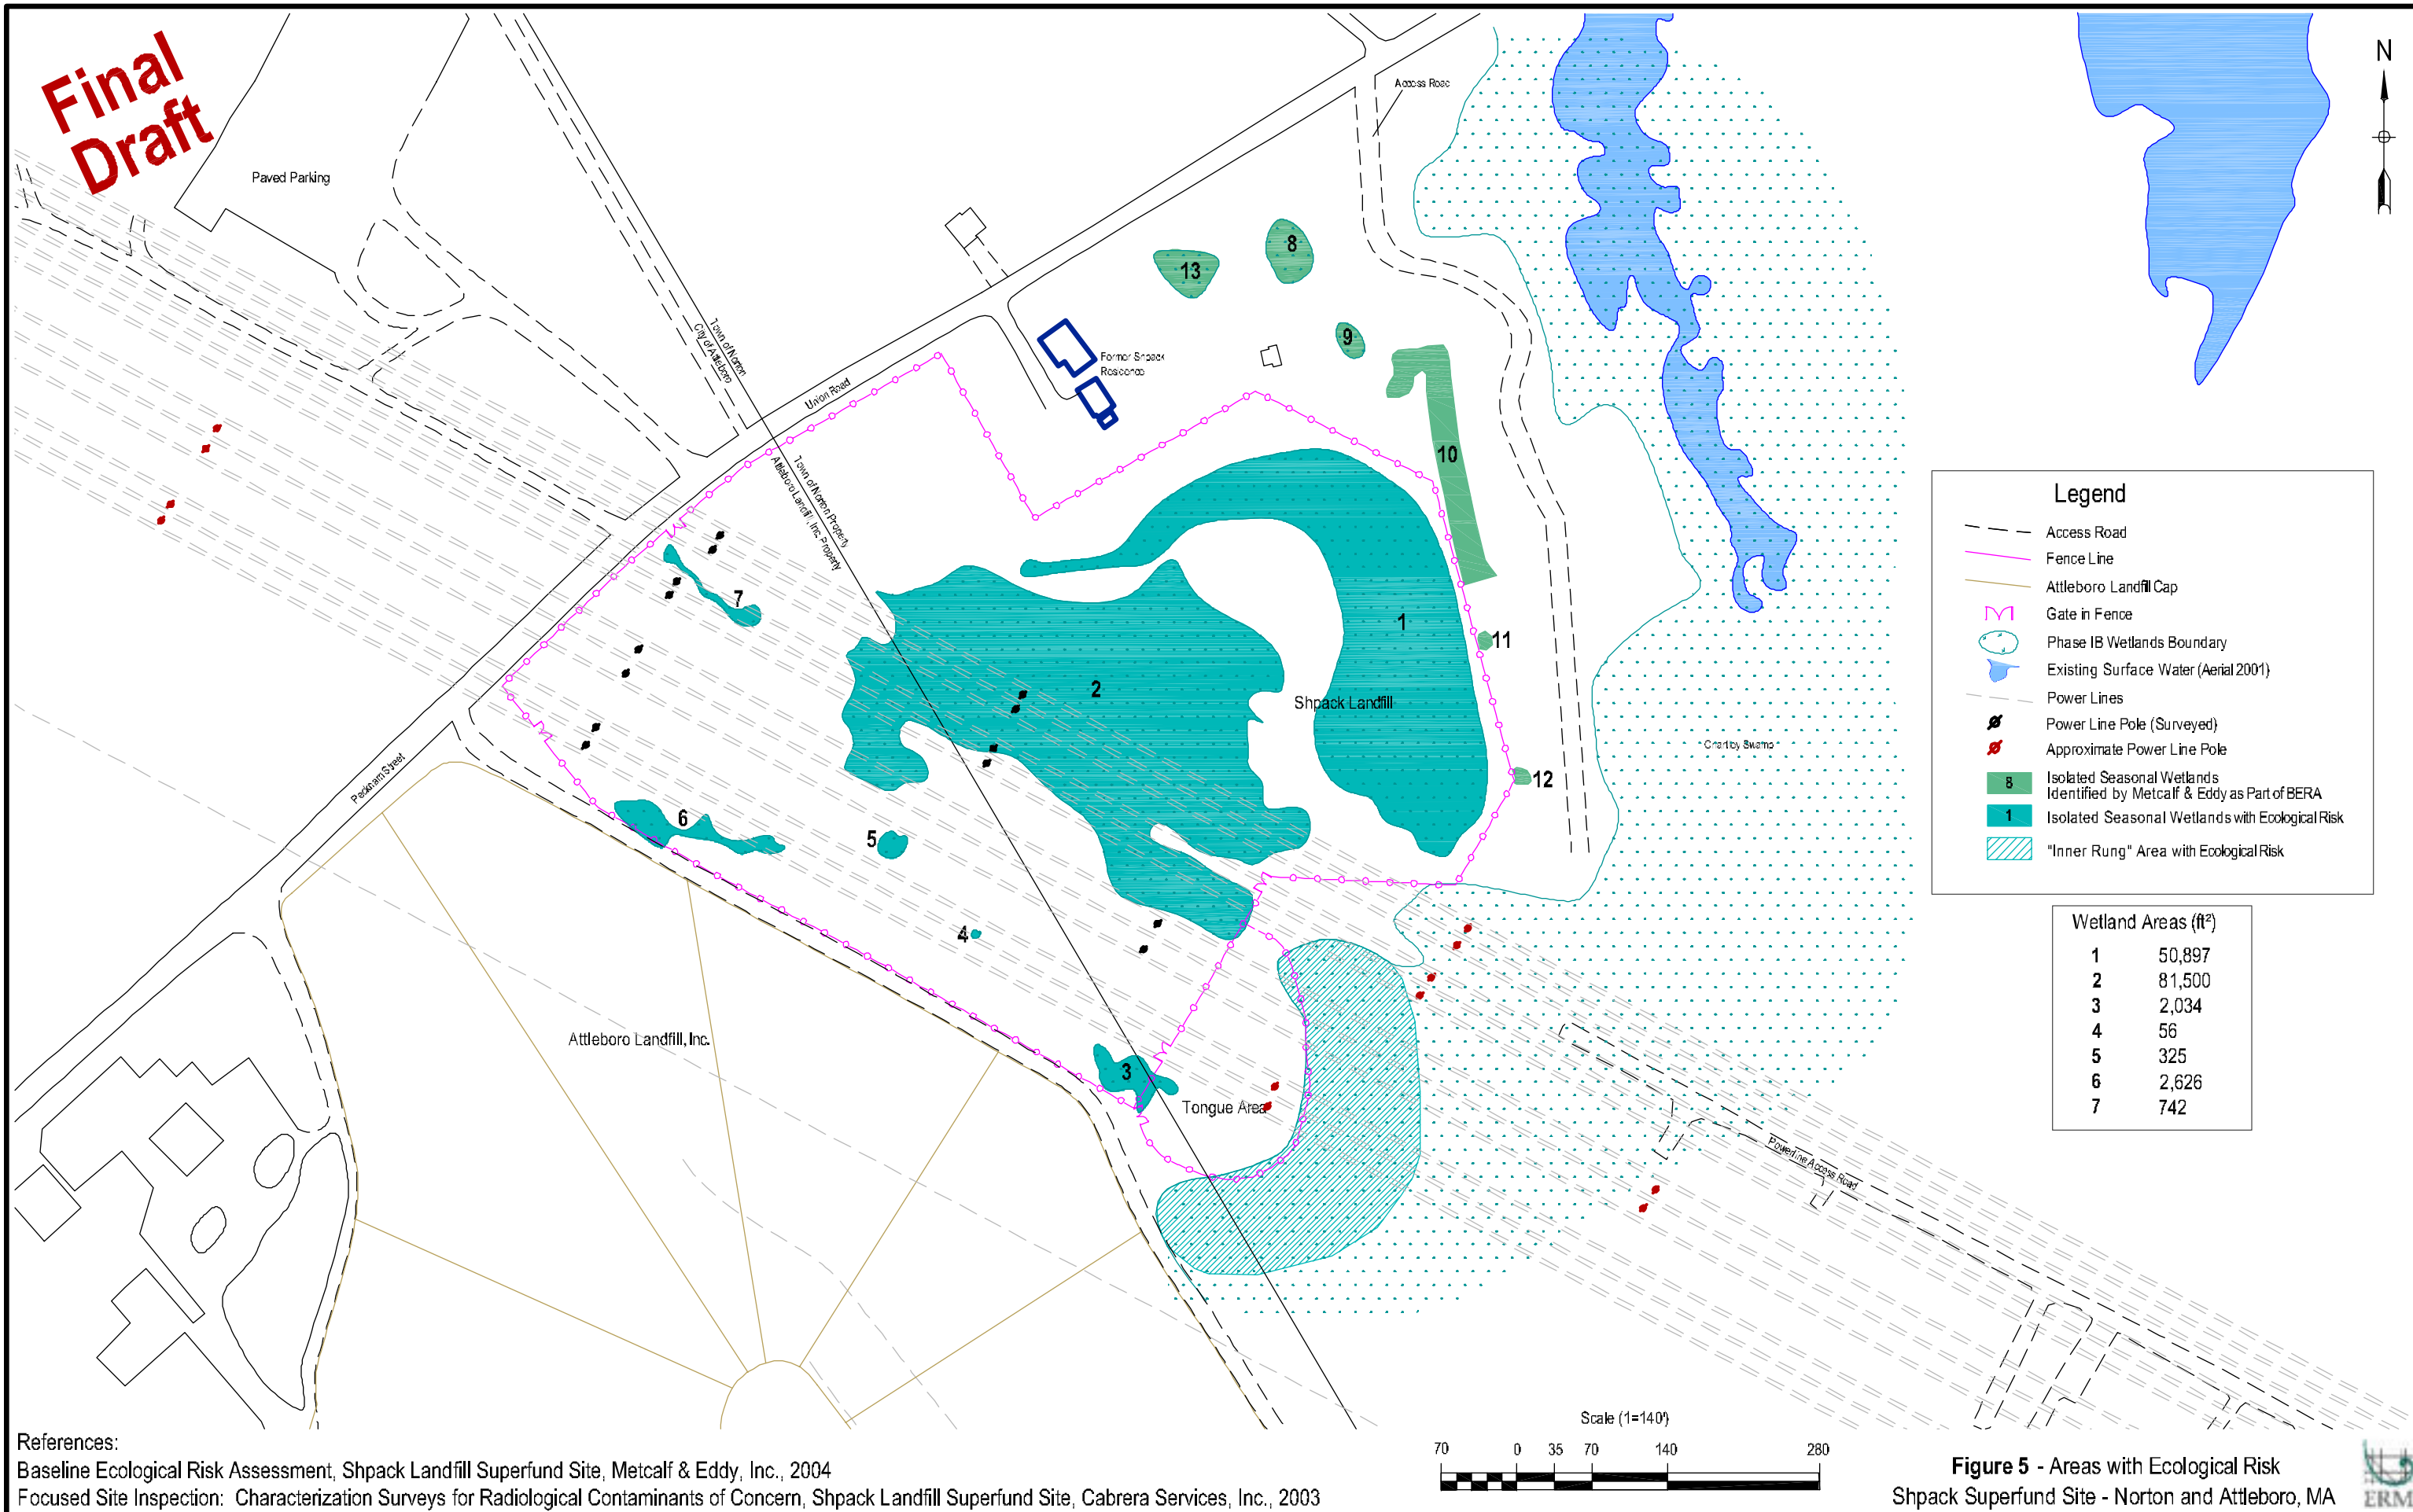 Final
Draft
Paved Parking
Access Road
N
Town of Norton
City of Attleboro
Union Road
Former Shpack
Residence
13
8
9
10
Town of Norton Property
Attleboro Landfill, Inc. Property
7
1
11
2
Shpack Landfill
12
6
5
4
3
Peckham Street
Attleboro Landfill, Inc.
Tongue Area
Powerline Access Road
Legend
Access Road
Fence Line
Attleboro Landfill Cap
Gate in Fence
Phase IB Wetlands Boundary
Existing Surface Water (Aerial 2001)
Power Lines
Power Line Pole (Surveyed)
Approximate Power Line Pole
8 Isolated Seasonal Wetlands
Identified by Metcalf & Eddy as Part of BERA
1 Isolated Seasonal Wetlands with Ecological Risk
"Inner Rung" Area with Ecological Risk
Wetland Areas (ft²)
1 50,897
2 81,500
3 2,034
4 56
5 325
6 2,626
7 742
Scale (1=140')
70 0 35 70 140 280
References:
Baseline Ecological Risk Assessment, Shpack Landfill Superfund Site, Metcalf & Eddy, Inc., 2004
Focused Site Inspection: Characterization Surveys for Radiological Contaminants of Concern, Shpack Landfill Superfund Site, Cabrera Services, Inc., 2003
Figure 5 - Areas with Ecological Risk
Shpack Superfund Site - Norton and Attleboro, MA
ERM